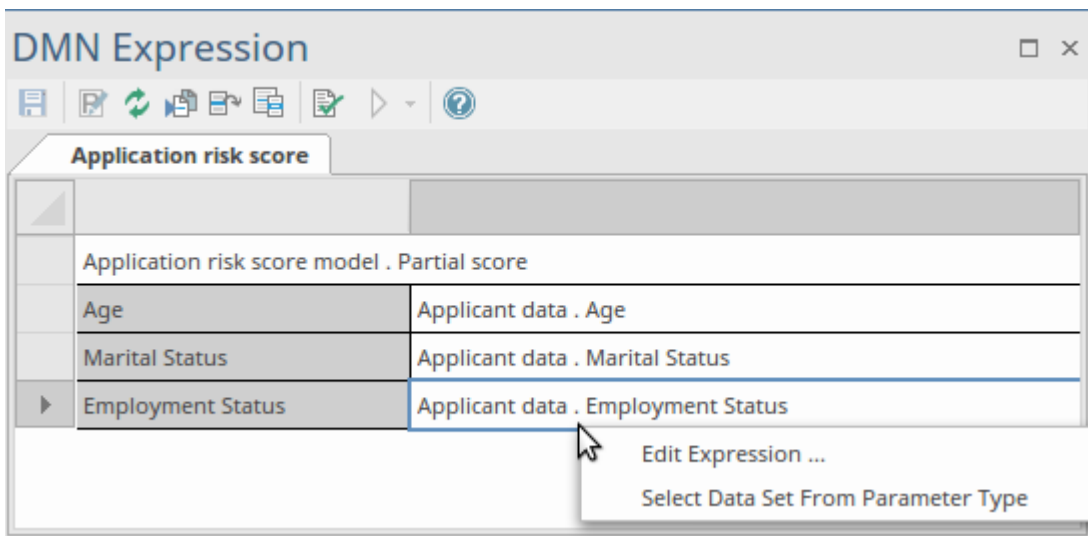 DMN Expression
Application risk score
Application risk score model . Partial score
Age Applicant data . Age
Marital Status Applicant data . Marital Status
Employment Status Applicant data . Employment Status
Edit Expression ...
Select Data Set From Parameter Type